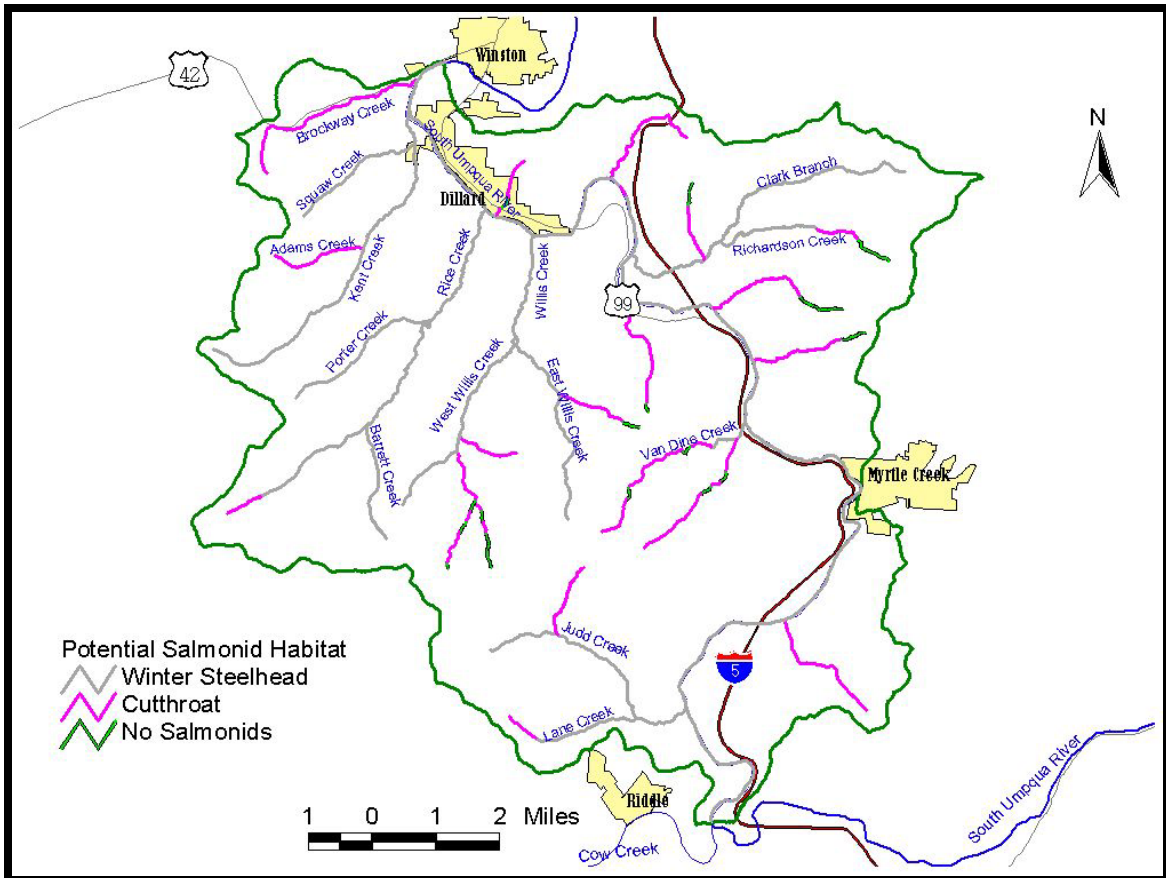 Winston
42
Brockway Creek
N
South Umpqua River
Squaw Creek
Clark Branch
Dillard
Adams Creek
Richardson Creek
Kent Creek
Rice Creek
Willis Creek
99
Porter Creek
West Willis Creek
East Willis Creek
Van Dine Creek
Barrett Creek
Myrtle Creek
Judd Creek
Potential Salmonid Habitat
Winter Steelhead
Cutthroat
No Salmonids
5
Lane Creek
South Umpqua River
Riddle
1 0 1 2 Miles
Cow Creek